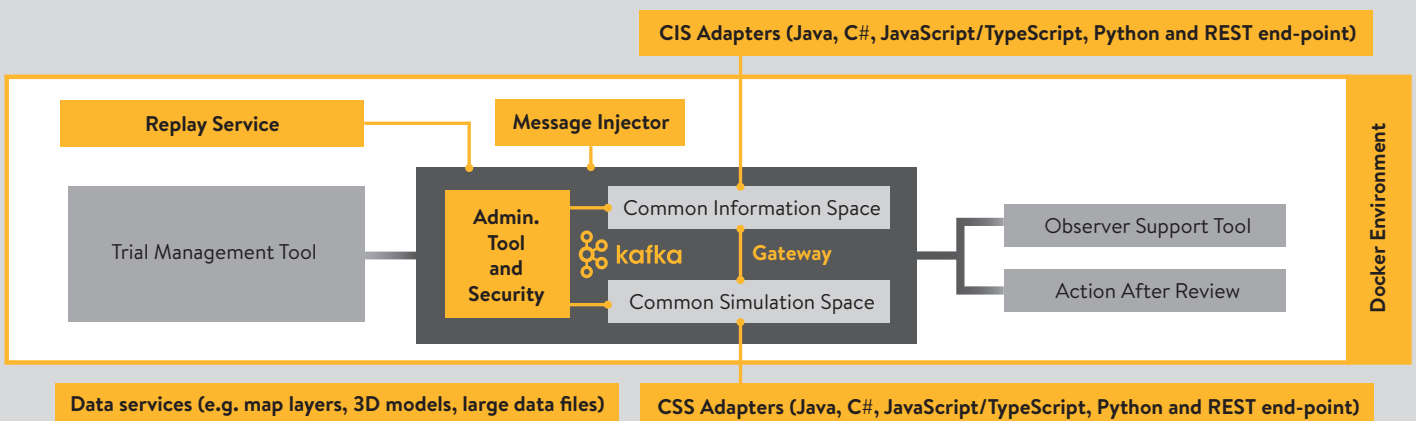 CIS Adapters (Java, C#, JavaScript/TypeScript, Python and REST end-point)
Replay Service
Message Injector
Trial Management Tool
Admin.
Tool
and
Security
Common Information Space
kafka
Gateway
Common Simulation Space
Observer Support Tool
Action After Review
Docker Environment
Data services (e.g. map layers, 3D models, large data files)
CSS Adapters (Java, C#, JavaScript/TypeScript, Python and REST end-point)